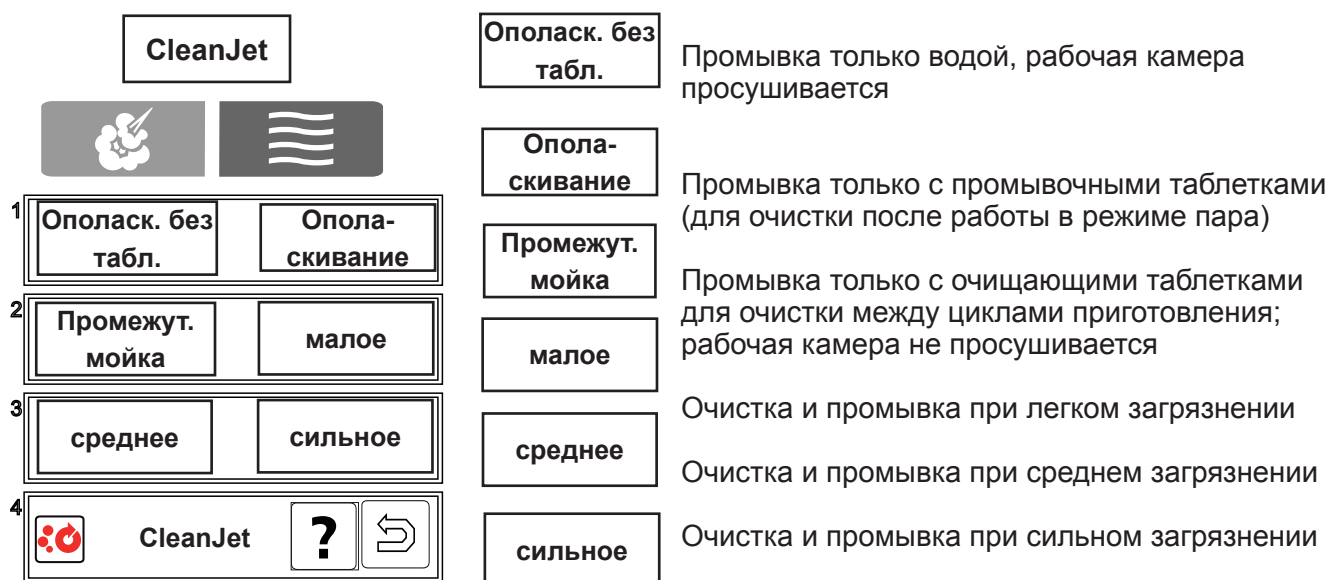 CleanJet
1
Ополаск. без
табл.
Опола-
скивание
2
Промежут.
мойка
малое
3
среднее
сильное
4
CleanJet
?
Ополаск. без
табл.
Промывка только водой, рабочая камера
просушивается
Опола-
скивание
Промывка только с промывочными таблетками
(для очистки после работы в режиме пара)
Промежут.
мойка
Промывка только с очищающими таблетками
для очистки между циклами приготовления;
рабочая камера не просушивается
малое
Очистка и промывка при легком загрязнении
среднее
Очистка и промывка при среднем загрязнении
сильное
Очистка и промывка при сильном загрязнении